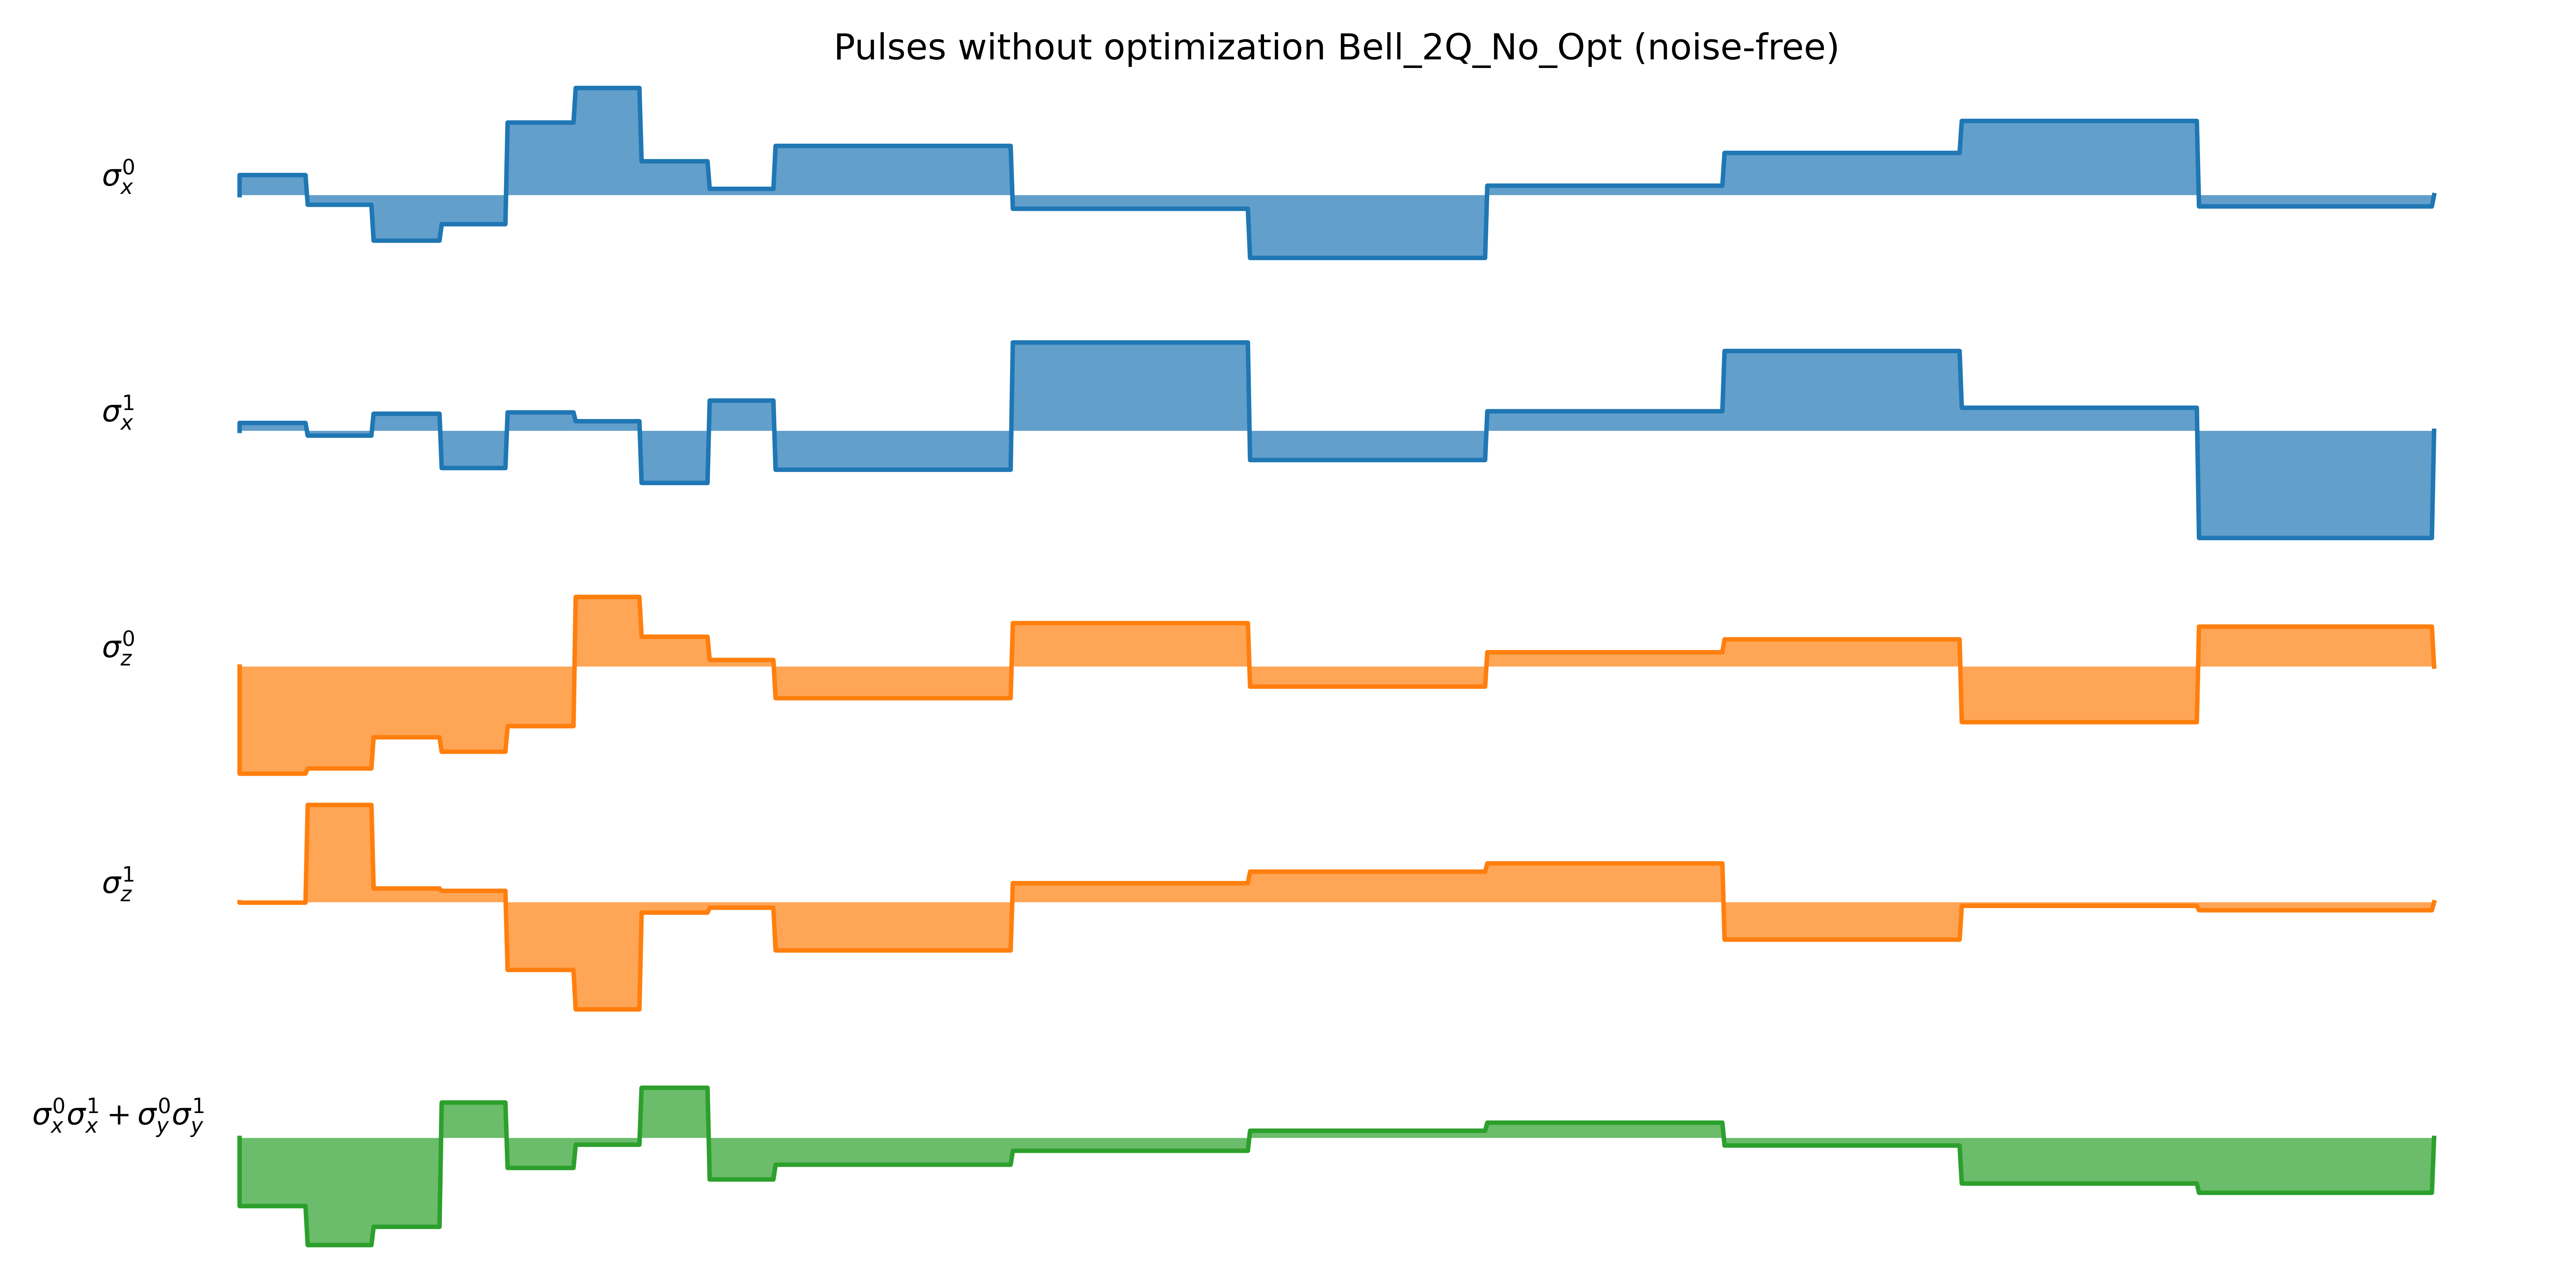 Pulses without optimization Bell_2Q_No_Opt (noise-free)
σ_x^0
σ_x^1
σ_z^0
σ_z^1
σ_x^0σ_x^1 + σ_y^0σ_y^1